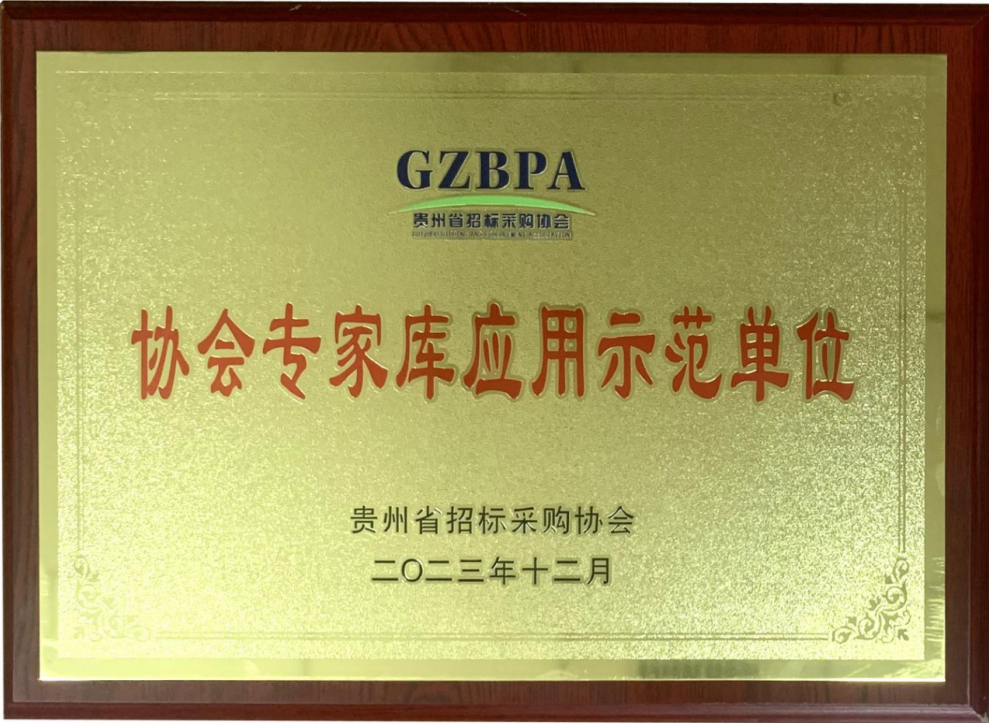 GZBPA
贵州省招标采购协会
协会专家库应用示范单位
贵州省招标采购协会
二〇二三年十二月